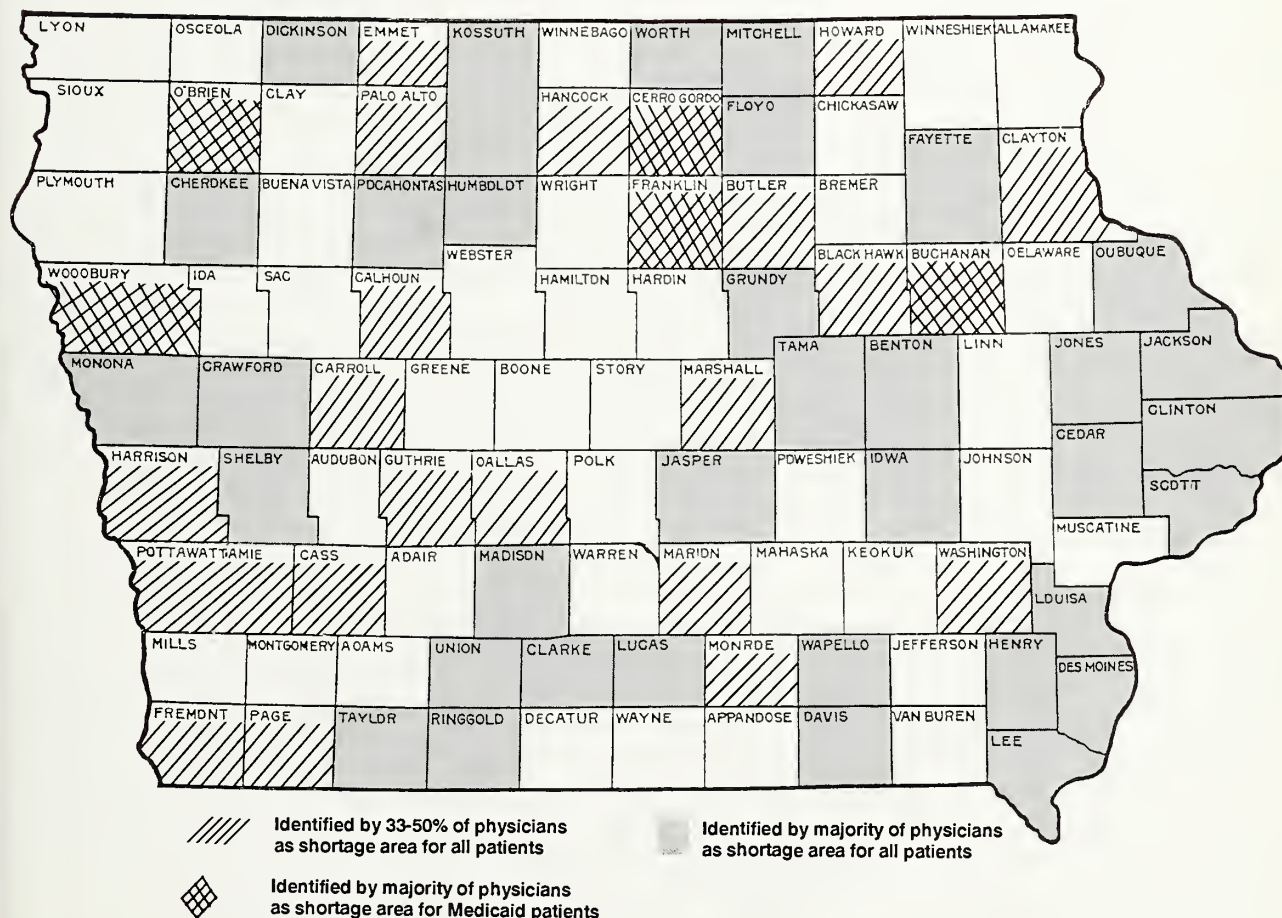 LYON OSCEOLA DICKINSON EMMET KOSSUTH WINNEBAGO WORTH MITCHELL HOWARD WINNESHIEK ALLAMAKEE
SIOUX O'BRIEN CLAY PALO ALTO HANCOCK CERRO GORDO FLOYO CHICKASAW
FAYETTE CLAYTON
PLYMOUTH CHERDKEE BUENA VISTA PDCAHONTAS HUMBDLDT WRIGHT FRANKLIN BUTLER BREMER
WEBSTER BLACK HAWK BUCHANAN OELAWARE OUBUQUE
WOOOBURY IDA SAC CALHOUN HAMILTON HARDIN GRUNDY
TAMA BENTON LINN JONES JACKSON
MONONA CRAWFORD CARROLL GREENE BOONE STORY MARSHALL
CLINTON
CEDAR
HARRISON SHELBY AUDUBON GUTHRIE OALLAS POLK JASPER PDWESHIEK IDWA JOHNSON
SCDTT
MUSCATINE
POTTAWATTAMIE CASS ADAIR MADISDN WARREN MARIDN MAHASKA KEOKUK WASHINGTON
LDUISA
MILLS MONTGOMERY AOAMS UNION CLARKE LUCAS MONRDE WAPELLO JEFFERSON HENRY
DES MOINES
FREMDNT PAGE TAYLDR RINGGOLD DECATUR WAYNE APPANDOSE DAVIS VAN BUREN
LEE
Identified by 33-50% of physicians
as shortage area for all patients
Identified by majority of physicians
as shortage area for all patients
Identified by majority of physicians
as shortage area for Medicaid patients